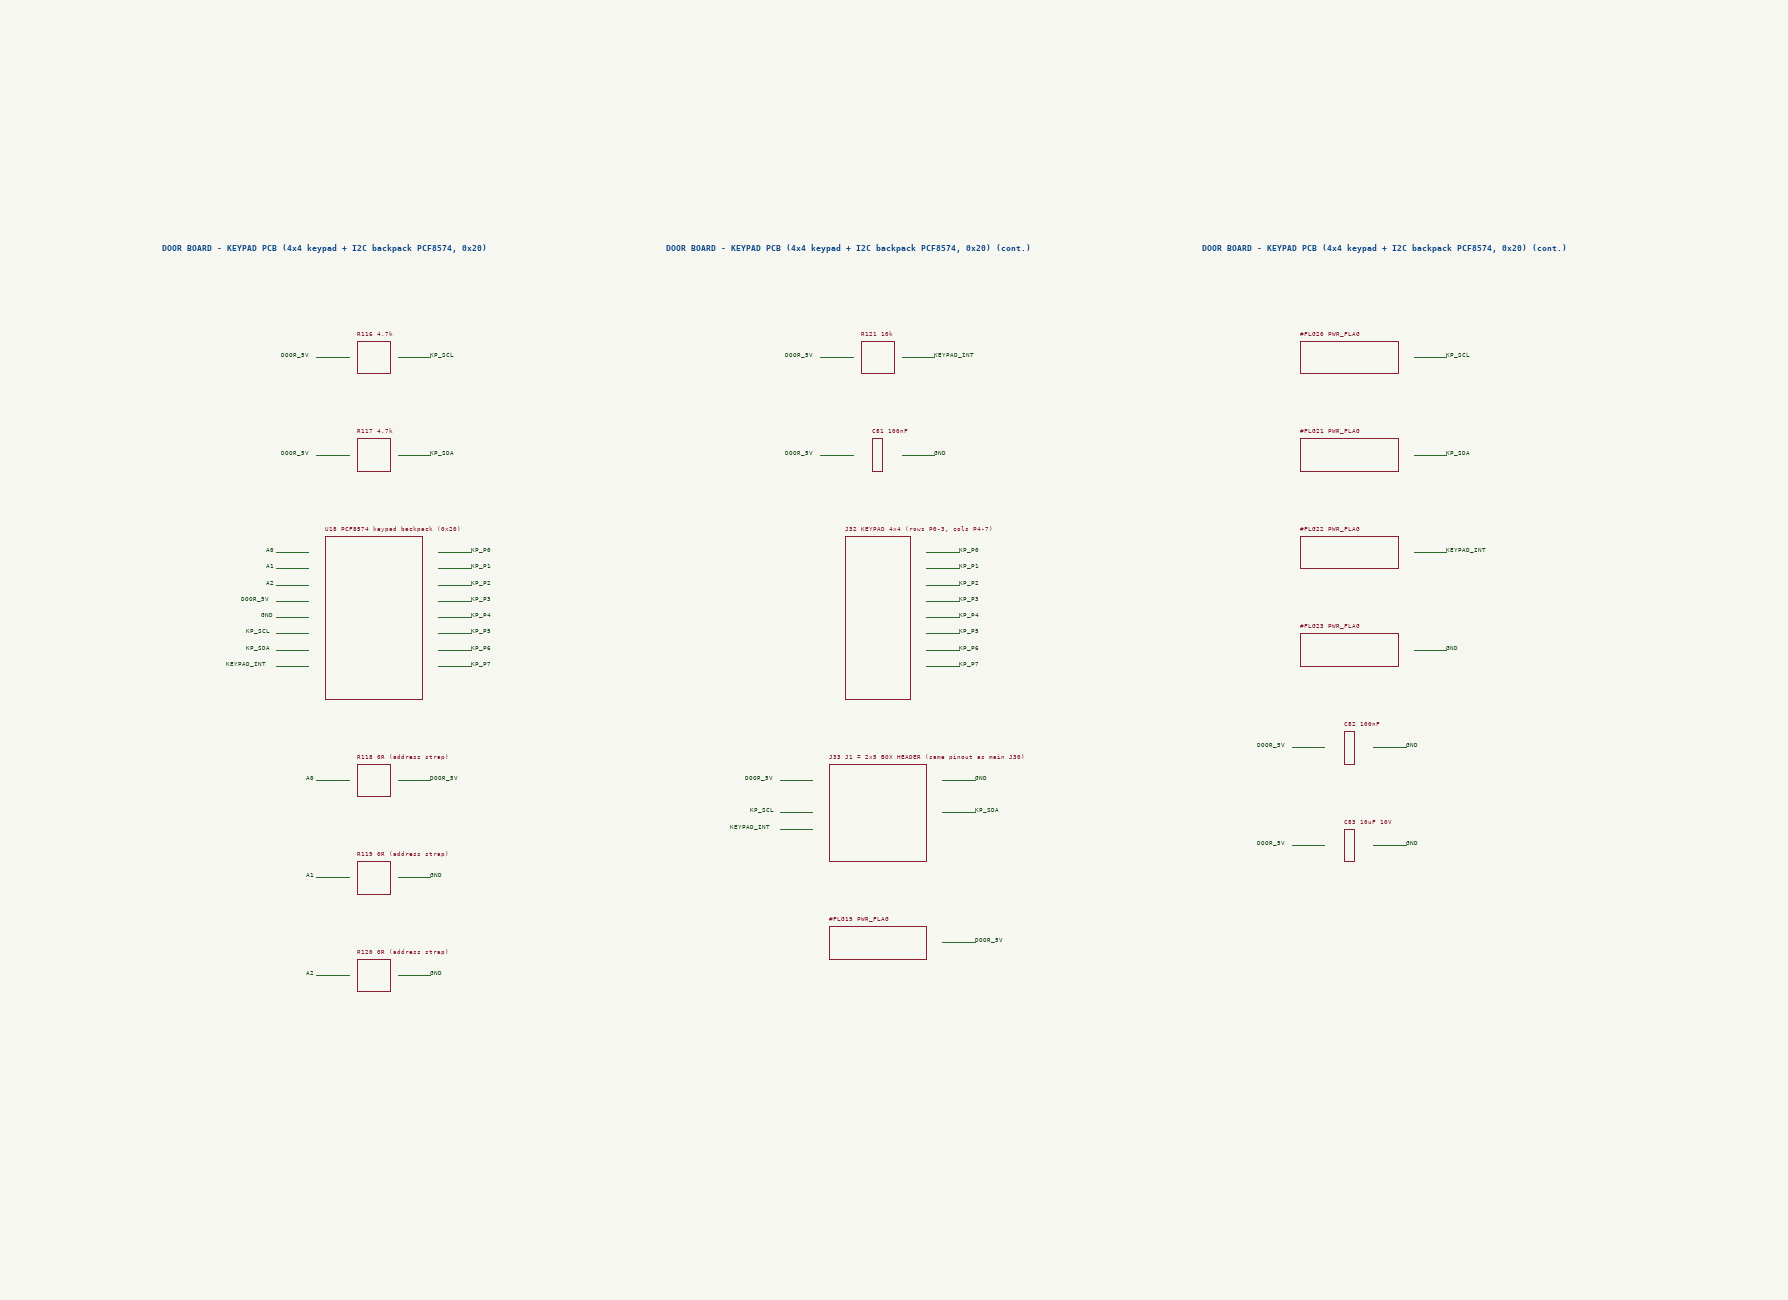 DOOR BOARD - KEYPAD PCB (4x4 keypad + I2C backpack PCF8574, 0x20)
R116 4.7k
DOOR_5V
KP_SCL
R117 4.7k
DOOR_5V
KP_SDA
U18 PCF8574 keypad backpack (0x20)
A0
KP_P0
A1
KP_P1
A2
KP_P2
DOOR_5V
KP_P3
GND
KP_P4
KP_SCL
KP_P5
KP_SDA
KP_P6
KEYPAD_INT
KP_P7
R118 0R (address strap)
A0
DOOR_5V
R119 0R (address strap)
A1
GND
R120 0R (address strap)
A2
GND
DOOR BOARD - KEYPAD PCB (4x4 keypad + I2C backpack PCF8574, 0x20) (cont.)
R121 10k
DOOR_5V
KEYPAD_INT
C81 100nF
DOOR_5V
GND
J32 KEYPAD 4x4 (rows P0-3, cols P4-7)
KP_P0
KP_P1
KP_P2
KP_P3
KP_P4
KP_P5
KP_P6
KP_P7
J33 J1 = 2x5 BOX HEADER (same pinout as main J30)
DOOR_5V
GND
KP_SCL
KP_SDA
KEYPAD_INT
#FLG19 PWR_FLAG
DOOR_5V
DOOR BOARD - KEYPAD PCB (4x4 keypad + I2C backpack PCF8574, 0x20) (cont.)
#FLG20 PWR_FLAG
KP_SCL
#FLG21 PWR_FLAG
KP_SDA
#FLG22 PWR_FLAG
KEYPAD_INT
#FLG23 PWR_FLAG
GND
C82 100nF
DOOR_5V
GND
C83 10uF 10V
DOOR_5V
GND